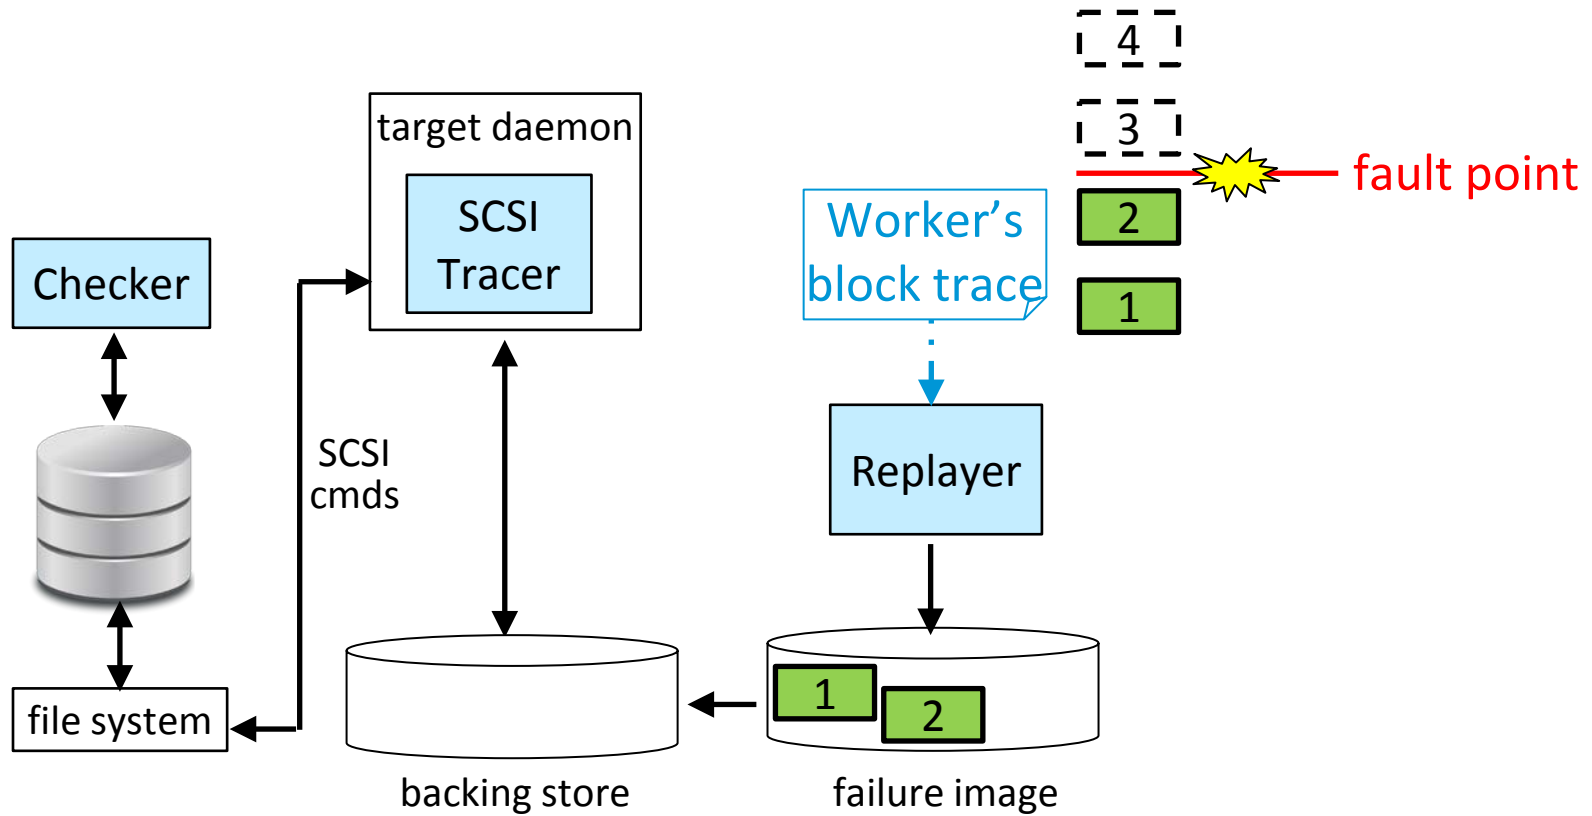 4
target daemon
3
fault point
SCSI
Tracer
Worker’s
block trace
2
1
Checker
SCSI
cmds
Replayer
1
2
file system
backing store
failure image